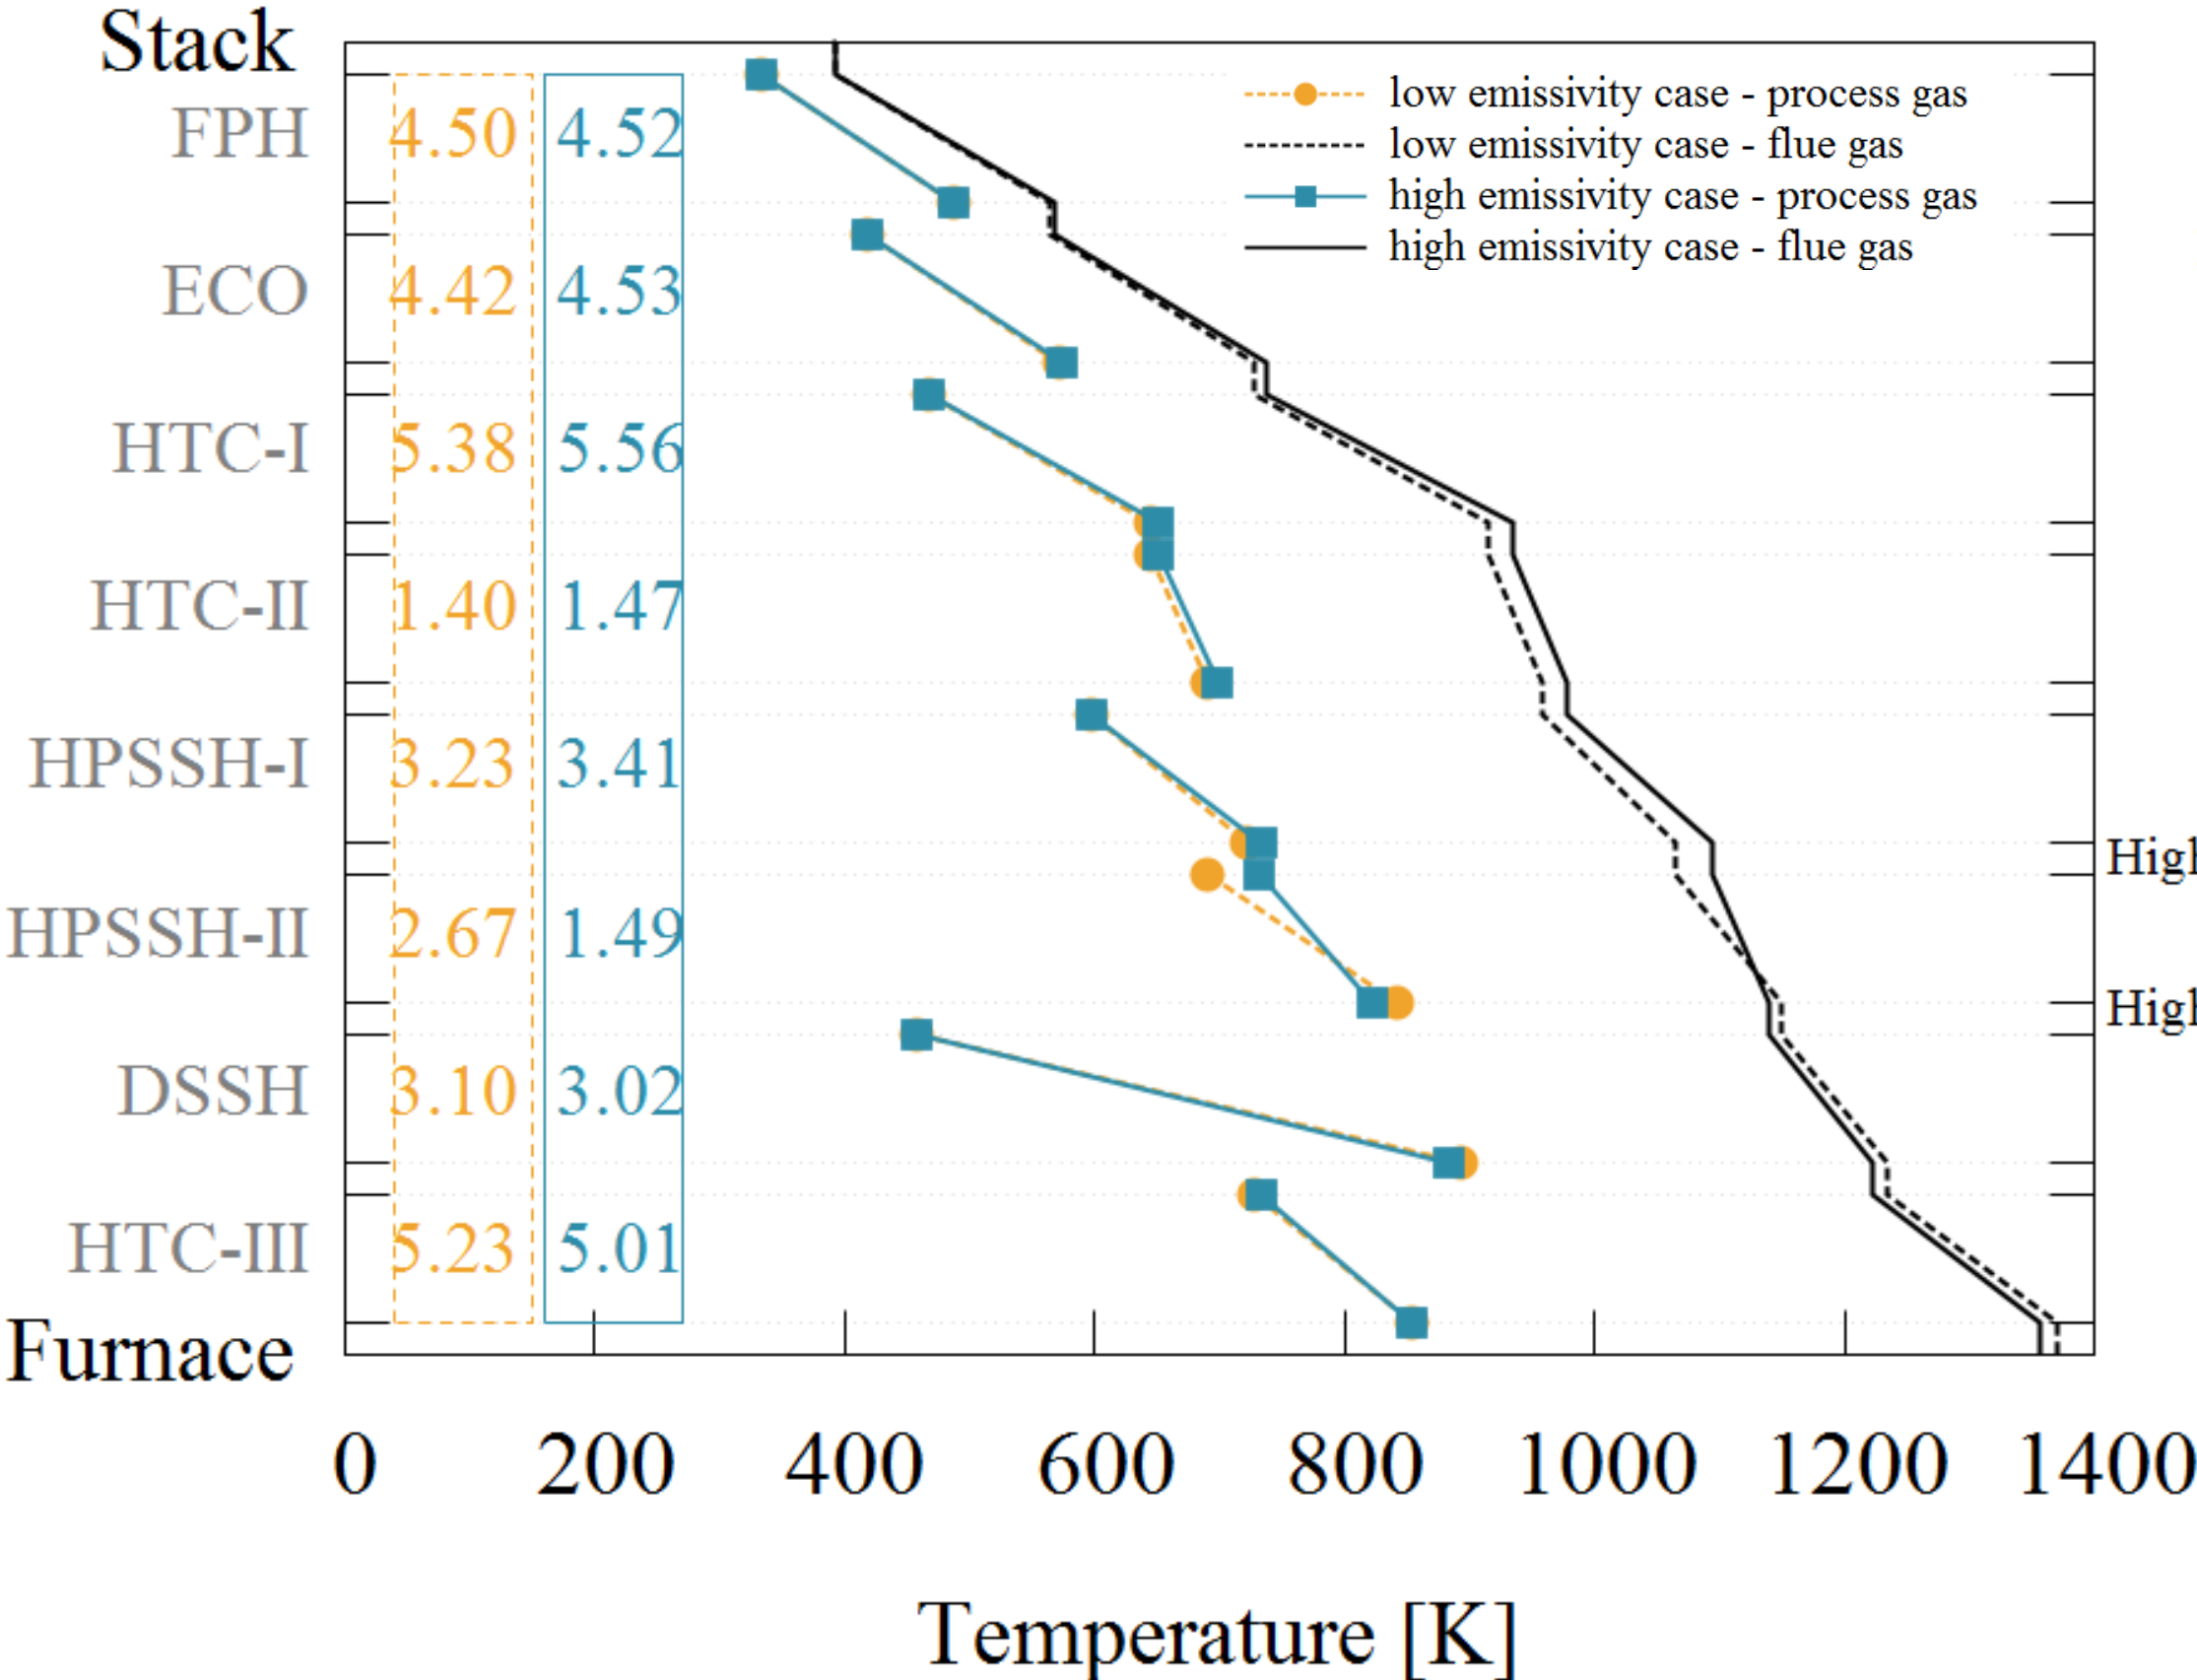 Stack
low emissivity case - process gas
low emissivity case - flue gas
high emissivity case - process gas
high emissivity case - flue gas
FPH 4.50 4.52
ECO 4.42 4.53
HTC-I 5.38 5.56
HTC-II 1.40 1.47
HPSSH-I 3.23 3.41
High
HPSSH-II 2.67 1.49
High
DSSH 3.10 3.02
HTC-III 5.23 5.01
Furnace
0 200 400 600 800 1000 1200 1400
Temperature [K]